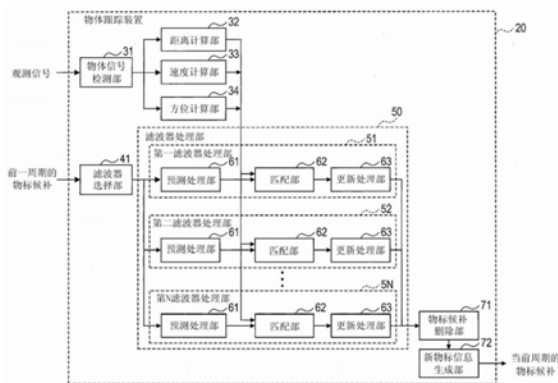 物体跟踪装置
20
31
物体信号
检测部
观测信号
32
距离计算部
33
速度计算部
34
方位计算部
50
滤波器处理部
41
滤波器
选择部
前一周期的
物标候补
51
第一滤波器处理部
61
预测处理部
62
匹配部
63
更新处理部
52
第二滤波器处理部
61
预测处理部
62
匹配部
63
更新处理部
5N
第N滤波器处理部
61
预测处理部
62
匹配部
63
更新处理部
71
物标候补
删除部
72
新物标信息
生成部
当前周期的
物标候补